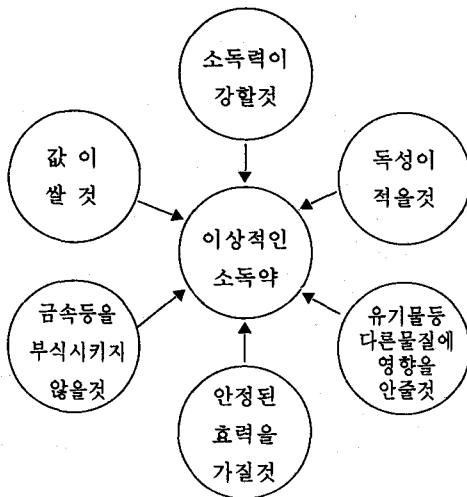 소독력이
강할것
값 이
쌀 것
독성이
적을것
이상적인
소독약
금속등을
부식시키지
않을것
유기물등
다른물질에
영향을
안줄것
안정된
효력을
가질것